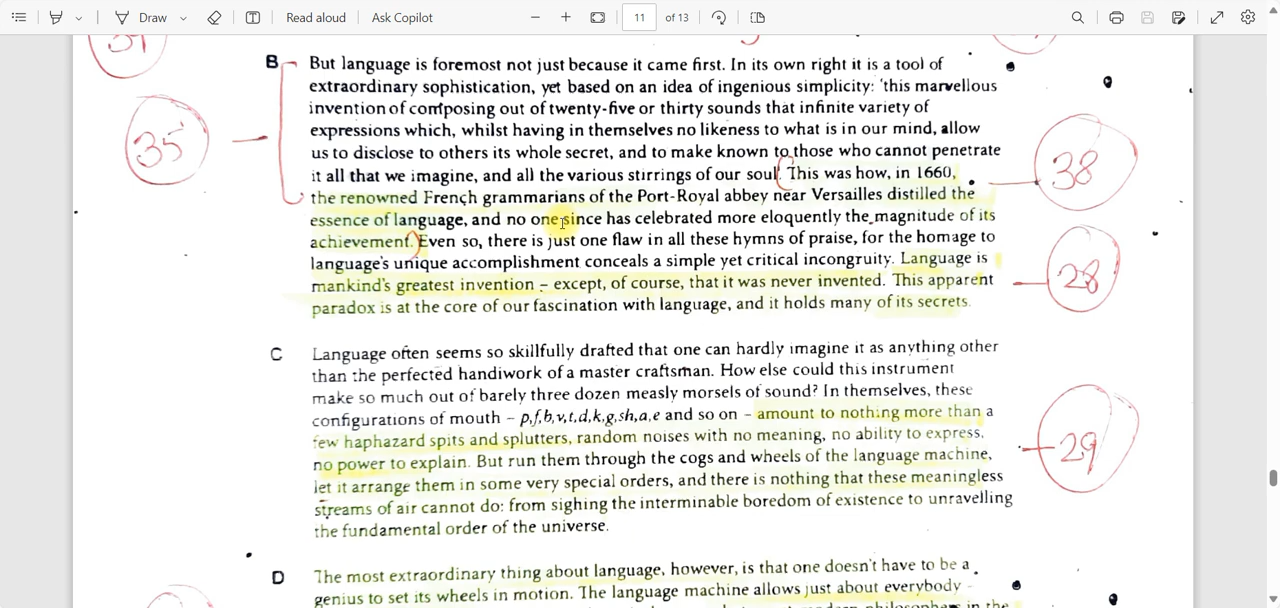 Draw
Read aloud
Ask Copilot
11
of 13
35
B
But language is foremost not just because it came first. In its own right it is a tool of
extraordinary sophistication, yet based on an idea of ingenious simplicity: 'this marvellous
invention of composing out of twenty-five or thirty sounds that infinite variety of
expressions which, whilst having in themselves no likeness to what is in our mind, allow
us to disclose to others its whole secret, and to make known to those who cannot penetrate
it all that we imagine, and all the various stirrings of our soul'. This was how, in 1660,
the renowned French grammarians of the Port-Royal abbey near Versailles distilled the
essence of language, and no one since has celebrated more eloquently the magnitude of its
achievement. Even so, there is just one flaw in all these hymns of praise, for the homage to
language's unique accomplishment conceals a simple yet critical incongruity. Language is
mankind's greatest invention – except, of course, that it was never invented. This apparent
paradox is at the core of our fascination with language, and it holds many of its secrets.
38
28
C
Language often seems so skillfully drafted that one can hardly imagine it as anything other
than the perfected handiwork of a master craftsman. How else could this instrument
make so much out of barely three dozen measly morsels of sound? In themselves, these
configurations of mouth – p,f,b,v,t,d,k,g,sh,a,e and so on – amount to nothing more than a
few haphazard spits and splutters, random noises with no meaning, no ability to express,
no power to explain. But run them through the cogs and wheels of the language machine,
let it arrange them in some very special orders, and there is nothing that these meaningless
streams of air cannot do: from sighing the interminable boredom of existence to unravelling
the fundamental order of the universe.
29
D
The most extraordinary thing about language, however, is that one doesn't have to be a
genius to set its wheels in motion. The language machine allows just about everybody –